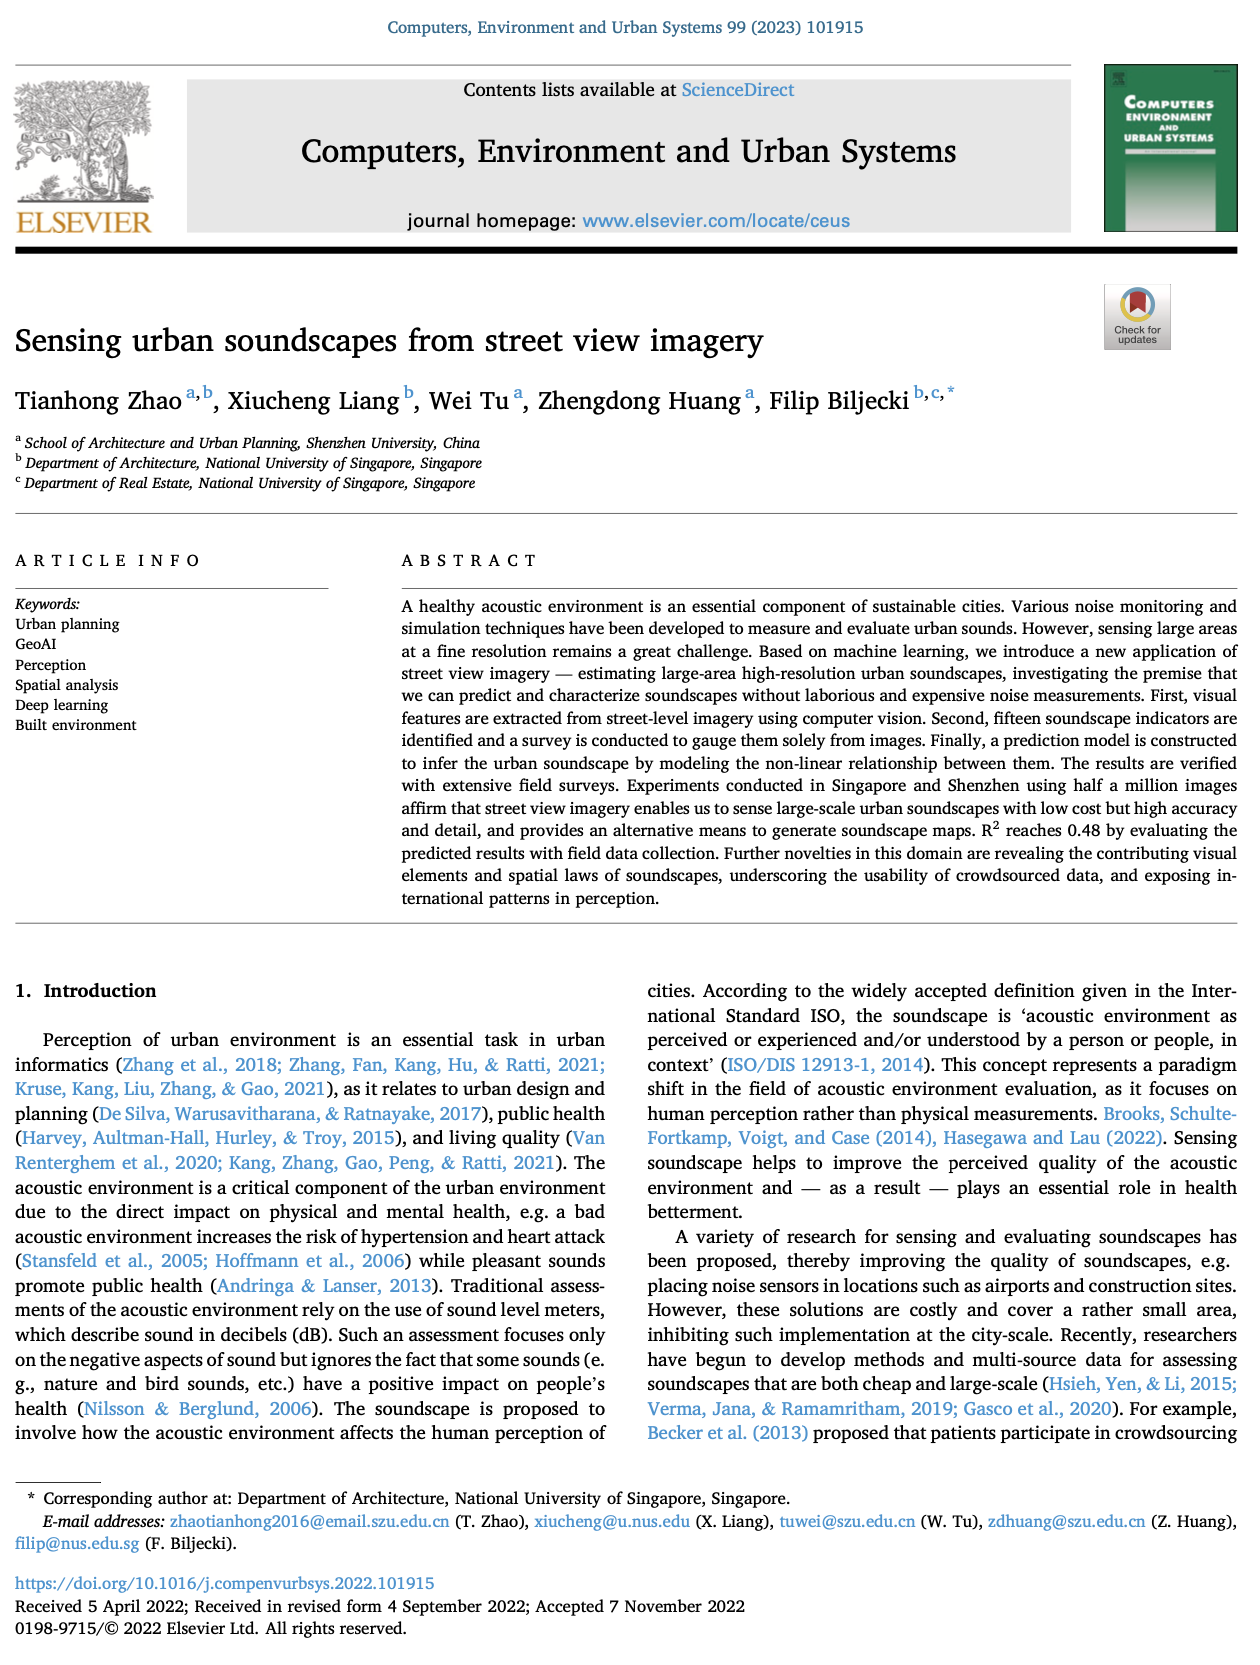 Computers, Environment and Urban Systems 99 (2023) 101915
Contents lists available at ScienceDirect
Computers, Environment and Urban Systems
journal homepage: www.elsevier.com/locate/ceus
ELSEVIER
COMPUTERS
ENVIRONMENT
AND
URBAN SYSTEMS
Check for
updates
Sensing urban soundscapes from street view imagery
Tianhong Zhao a,b, Xiucheng Liang b, Wei Tu a, Zhengdong Huang a, Filip Biljecki b,c,*
a School of Architecture and Urban Planning, Shenzhen University, China
b Department of Architecture, National University of Singapore, Singapore
c Department of Real Estate, National University of Singapore, Singapore
ARTICLE INFO
Keywords:
Urban planning
GeoAI
Perception
Spatial analysis
Deep learning
Built environment
ABSTRACT
A healthy acoustic environment is an essential component of sustainable cities. Various noise monitoring and
simulation techniques have been developed to measure and evaluate urban sounds. However, sensing large areas
at a fine resolution remains a great challenge. Based on machine learning, we introduce a new application of
street view imagery — estimating large-area high-resolution urban soundscapes, investigating the premise that
we can predict and characterize soundscapes without laborious and expensive noise measurements. First, visual
features are extracted from street-level imagery using computer vision. Second, fifteen soundscape indicators are
identified and a survey is conducted to gauge them solely from images. Finally, a prediction model is constructed
to infer the urban soundscape by modeling the non-linear relationship between them. The results are verified
with extensive field surveys. Experiments conducted in Singapore and Shenzhen using half a million images
affirm that street view imagery enables us to sense large-scale urban soundscapes with low cost but high accuracy
and detail, and provides an alternative means to generate soundscape maps. R2 reaches 0.48 by evaluating the
predicted results with field data collection. Further novelties in this domain are revealing the contributing visual
elements and spatial laws of soundscapes, underscoring the usability of crowdsourced data, and exposing in-
ternational patterns in perception.
1. Introduction
Perception of urban environment is an essential task in urban
informatics (Zhang et al., 2018; Zhang, Fan, Kang, Hu, & Ratti, 2021;
Kruse, Kang, Liu, Zhang, & Gao, 2021), as it relates to urban design and
planning (De Silva, Warusavitharana, & Ratnayake, 2017), public health
(Harvey, Aultman-Hall, Hurley, & Troy, 2015), and living quality (Van
Renterghem et al., 2020; Kang, Zhang, Gao, Peng, & Ratti, 2021). The
acoustic environment is a critical component of the urban environment
due to the direct impact on physical and mental health, e.g. a bad
acoustic environment increases the risk of hypertension and heart attack
(Stansfeld et al., 2005; Hoffmann et al., 2006) while pleasant sounds
promote public health (Andringa & Lanser, 2013). Traditional assess-
ments of the acoustic environment rely on the use of sound level meters,
which describe sound in decibels (dB). Such an assessment focuses only
on the negative aspects of sound but ignores the fact that some sounds (e.
g., nature and bird sounds, etc.) have a positive impact on people's
health (Nilsson & Berglund, 2006). The soundscape is proposed to
involve how the acoustic environment affects the human perception of
cities. According to the widely accepted definition given in the Inter-
national Standard ISO, the soundscape is ‘acoustic environment as
perceived or experienced and/or understood by a person or people, in
context’ (ISO/DIS 12913-1, 2014). This concept represents a paradigm
shift in the field of acoustic environment evaluation, as it focuses on
human perception rather than physical measurements. Brooks, Schulte-
Fortkamp, Voigt, and Case (2014), Hasegawa and Lau (2022). Sensing
soundscape helps to improve the perceived quality of the acoustic
environment and — as a result — plays an essential role in health
betterment.
A variety of research for sensing and evaluating soundscapes has
been proposed, thereby improving the quality of soundscapes, e.g.
placing noise sensors in locations such as airports and construction sites.
However, these solutions are costly and cover a rather small area,
inhibiting such implementation at the city-scale. Recently, researchers
have begun to develop methods and multi-source data for assessing
soundscapes that are both cheap and large-scale (Hsieh, Yen, & Li, 2015;
Verma, Jana, & Ramamritham, 2019; Gasco et al., 2020). For example,
Becker et al. (2013) proposed that patients participate in crowdsourcing
* Corresponding author at: Department of Architecture, National University of Singapore, Singapore.
E-mail addresses: zhaotianhong2016@email.szu.edu.cn (T. Zhao), xiucheng@u.nus.edu (X. Liang), tuwei@szu.edu.cn (W. Tu), zdhuang@szu.edu.cn (Z. Huang),
filip@nus.edu.sg (F. Biljecki).
https://doi.org/10.1016/j.compenvurbsys.2022.101915
Received 5 April 2022; Received in revised form 4 September 2022; Accepted 7 November 2022
0198-9715/© 2022 Elsevier Ltd. All rights reserved.